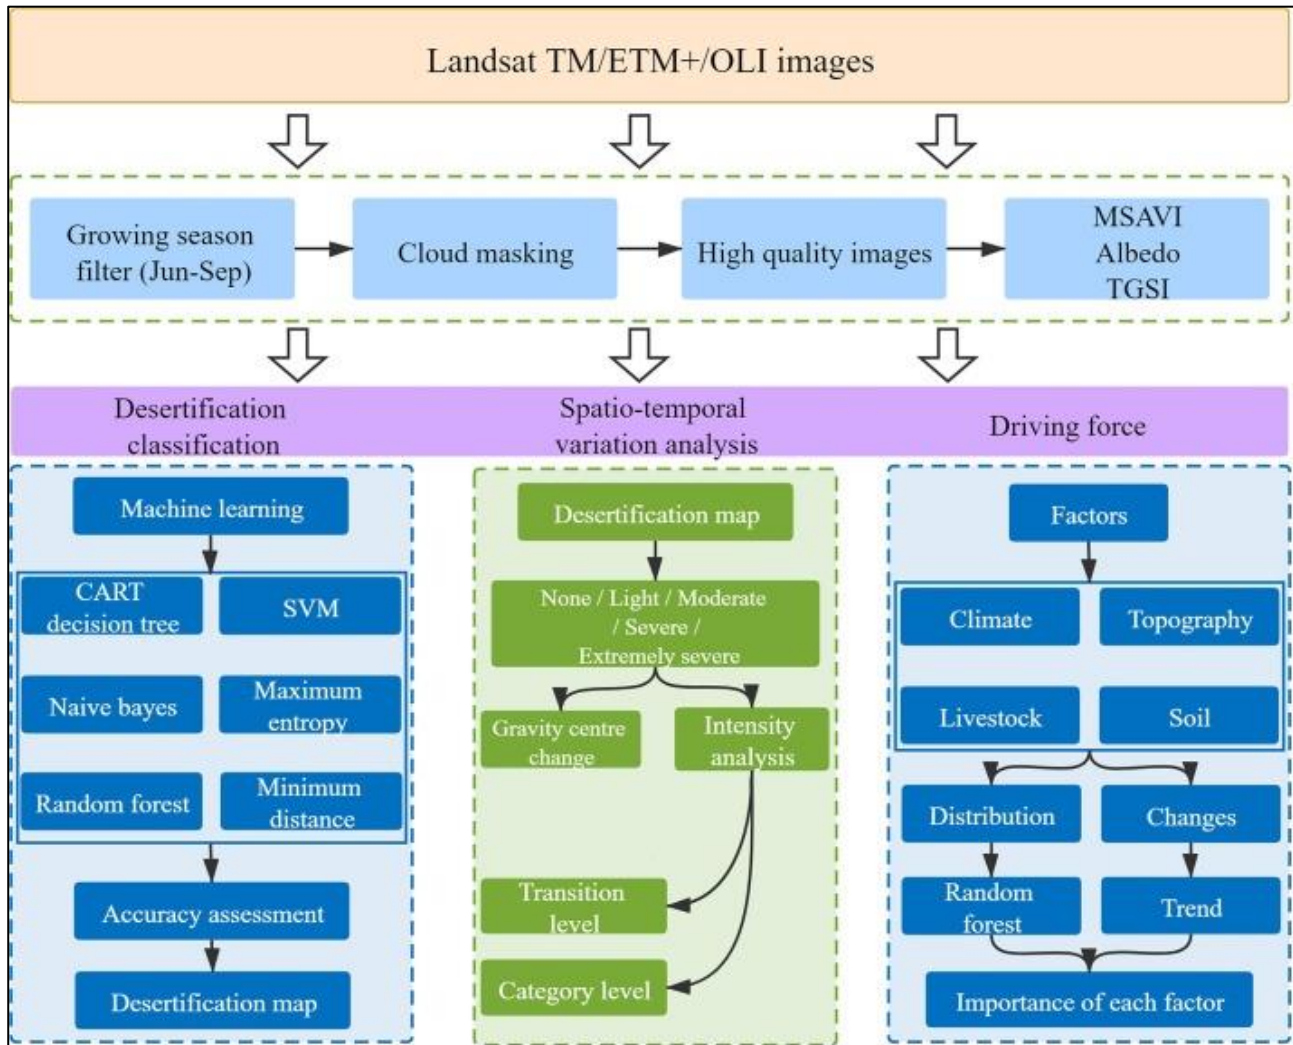 Landsat TM/ETM+/OLI images
Growing season
filter (Jun-Sep)
Cloud masking
High quality images
MSAVI
Albedo
TGSI
Desertification
classification
Spatio-temporal
variation analysis
Driving force
Machine learning
CART
decision tree
SVM
Naive bayes
Maximum
entropy
Random forest
Minimum
distance
Accuracy assessment
Desertification map
Desertification map
None / Light / Moderate
/ Severe /
Extremely severe
Gravity centre
change
Intensity
analysis
Transition
level
Category level
Factors
Climate
Topography
Livestock
Soil
Distribution
Changes
Random
forest
Trend
Importance of each factor